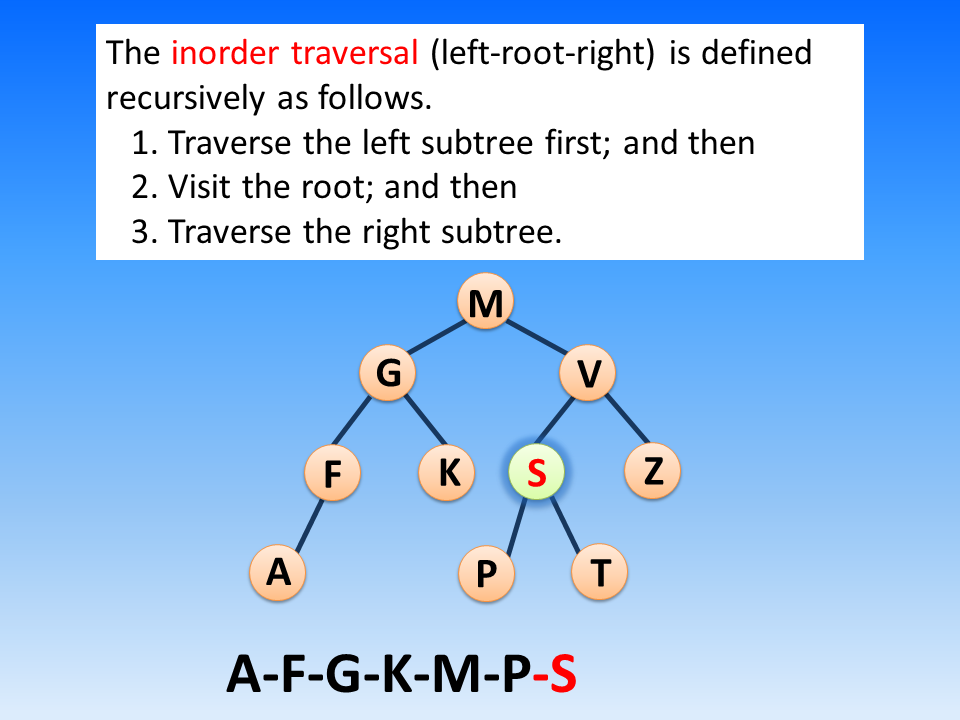 The inorder traversal (left-root-right) is defined
recursively as follows.
1. Traverse the left subtree first; and then
2. Visit the root; and then
3. Traverse the right subtree.
M
G V
F K S Z
A P T
A-F-G-K-M-P-S